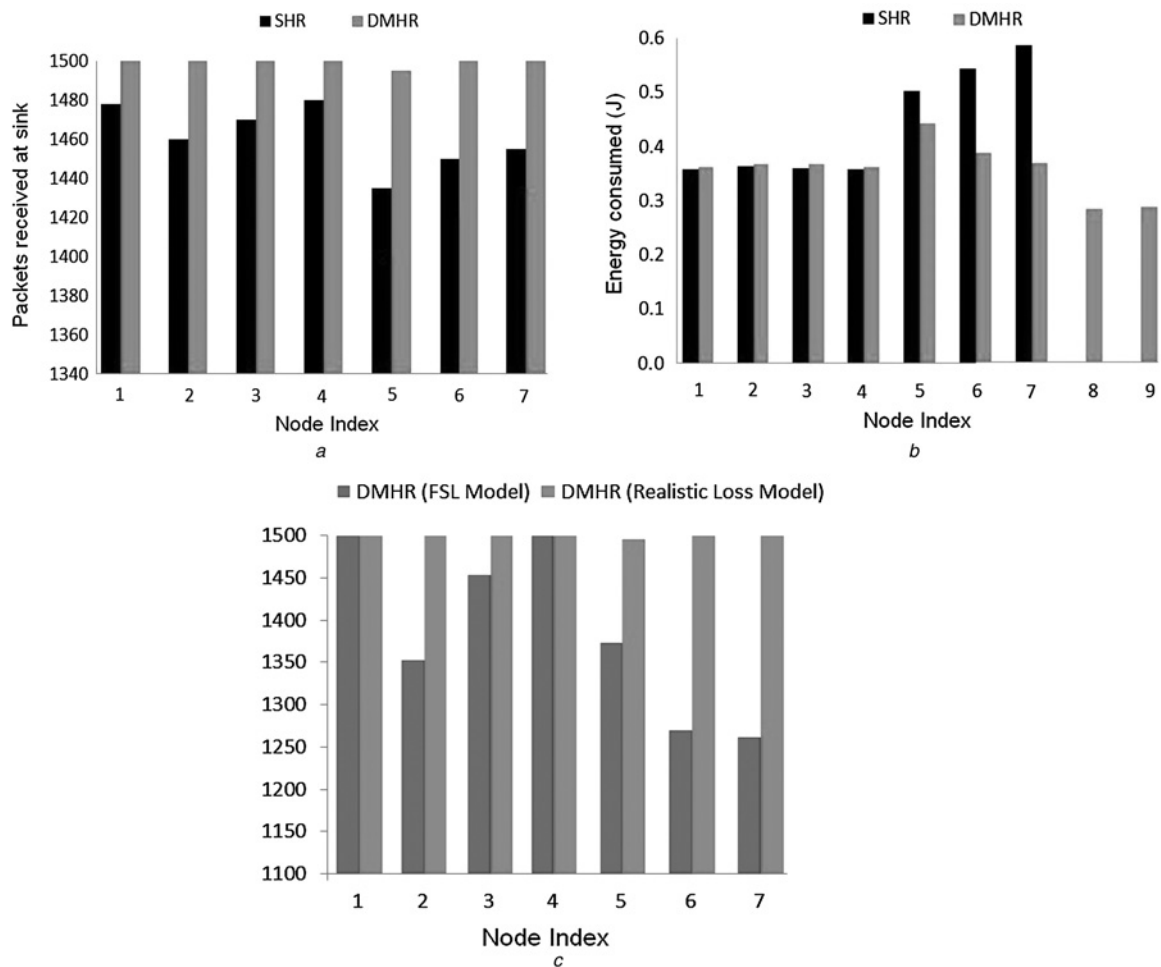 SHR DMHR
Packets received at sink
1500
1480
1460
1440
1420
1400
1380
1360
1340
1 2 3 4 5 6 7
Node Index
a
SHR DMHR
Energy consumed (J)
0.6
0.5
0.4
0.3
0.2
0.1
0.0
1 2 3 4 5 6 7 8 9
Node Index
b
DMHR (FSL Model) DMHR (Realistic Loss Model)
1500
1450
1400
1350
1300
1250
1200
1150
1100
1 2 3 4 5 6 7
Node Index
c